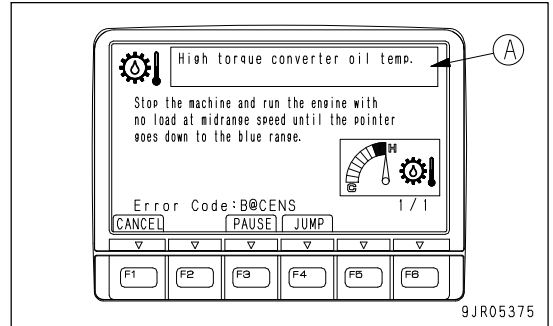 High torque converter oil temp.
A
Stop the machine and run the engine with
no load at midrange speed until the pointer
goes down to the blue range.
H
C
Error Code:B@CENS 1/1
CANCEL PAUSE JUMP
F1 F2 F3 F4 F5 F6
9JR05375